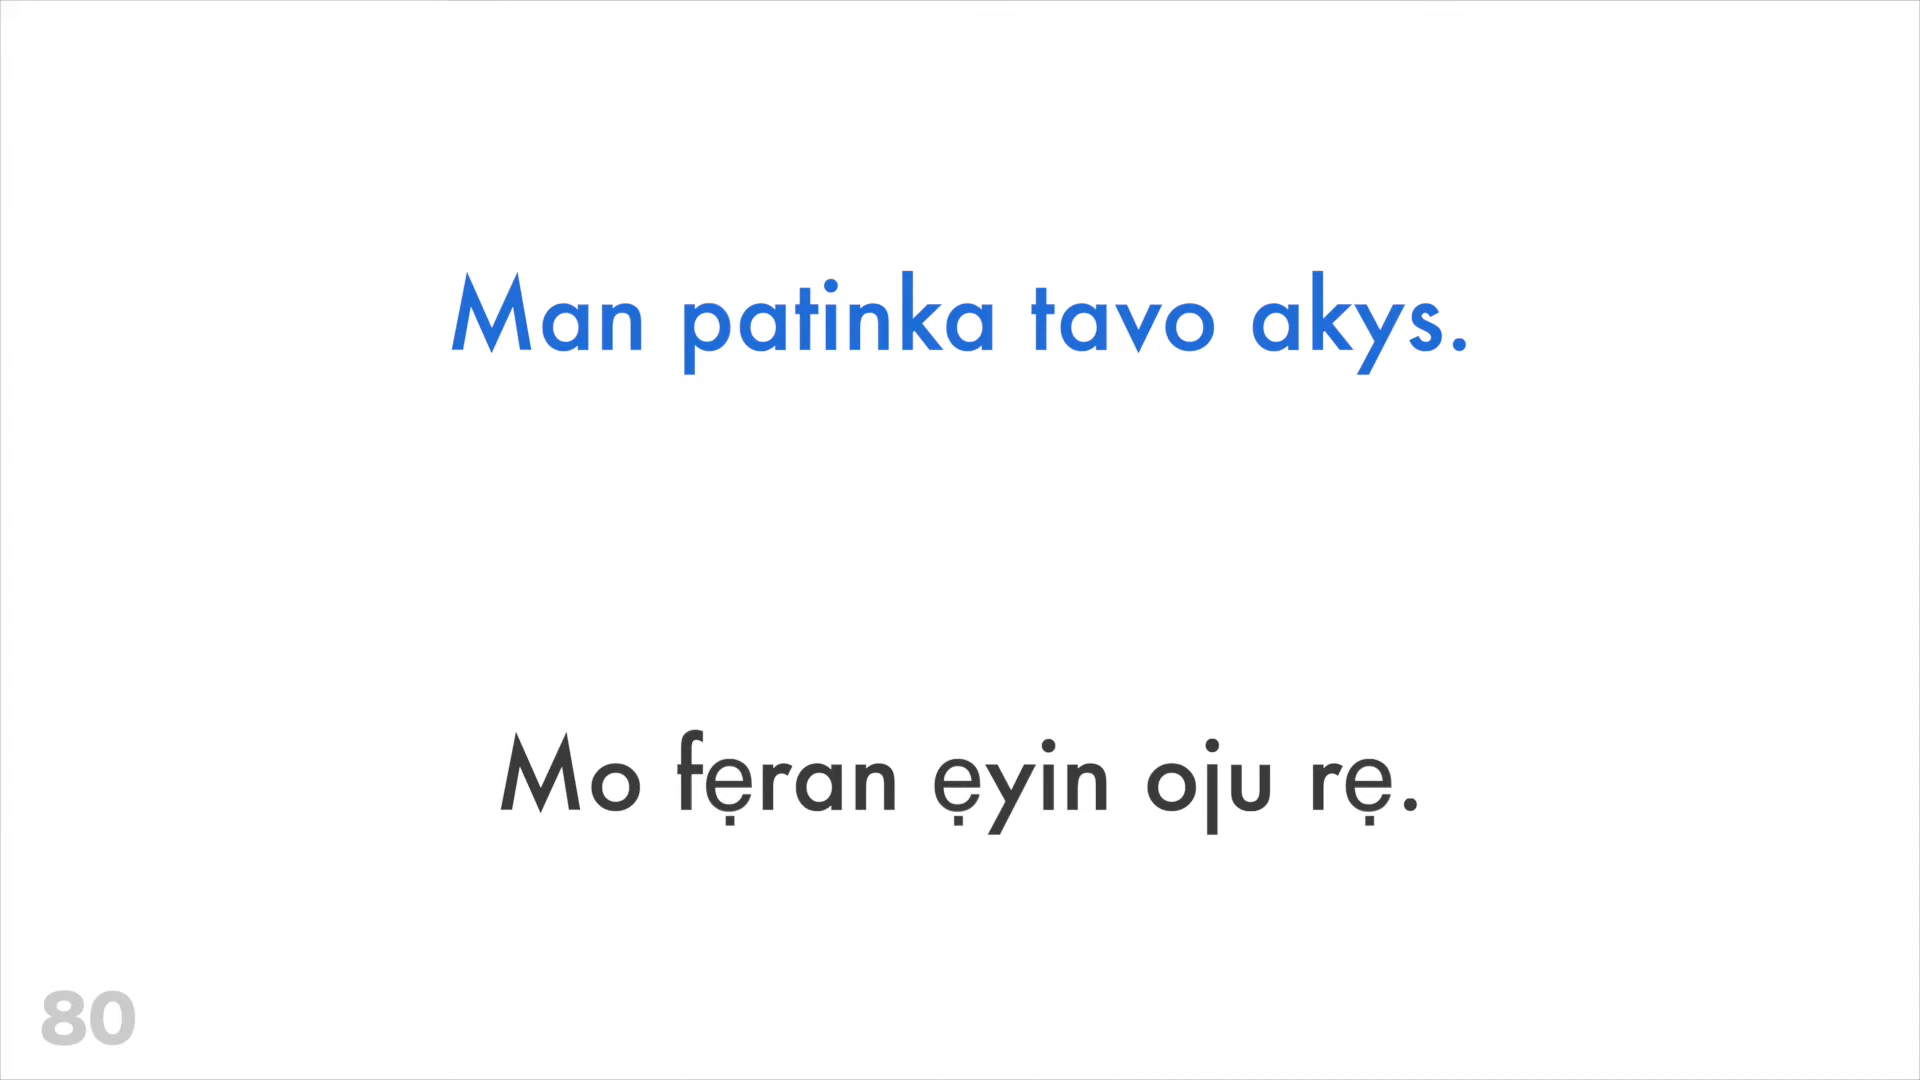 Man patinka tavo akys.
Mo fẹran ẹyin oju rẹ.
80